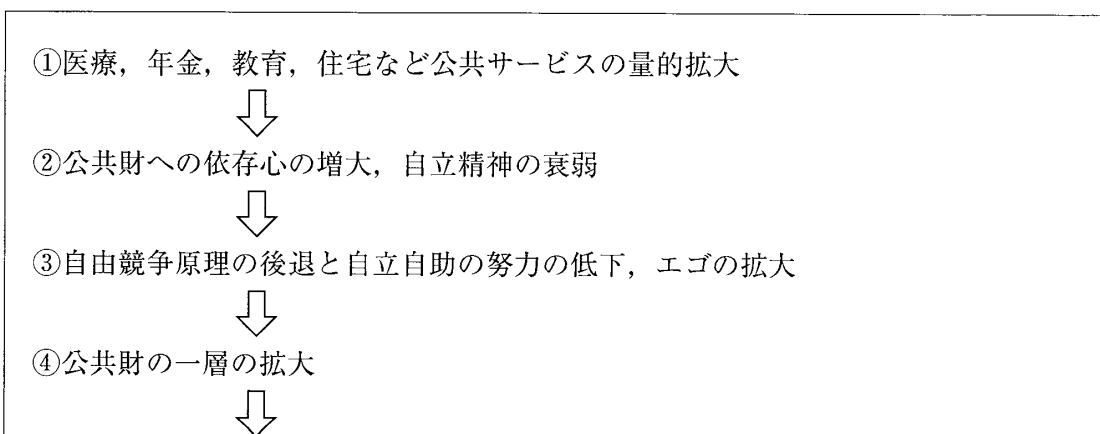 ①医療，年金，教育，住宅など公共サービスの量的拡大
②公共財への依存心の増大，自立精神の衰弱
③自由競争原理の後退と自立自助の努力の低下，エゴの拡大
④公共財の一層の拡大